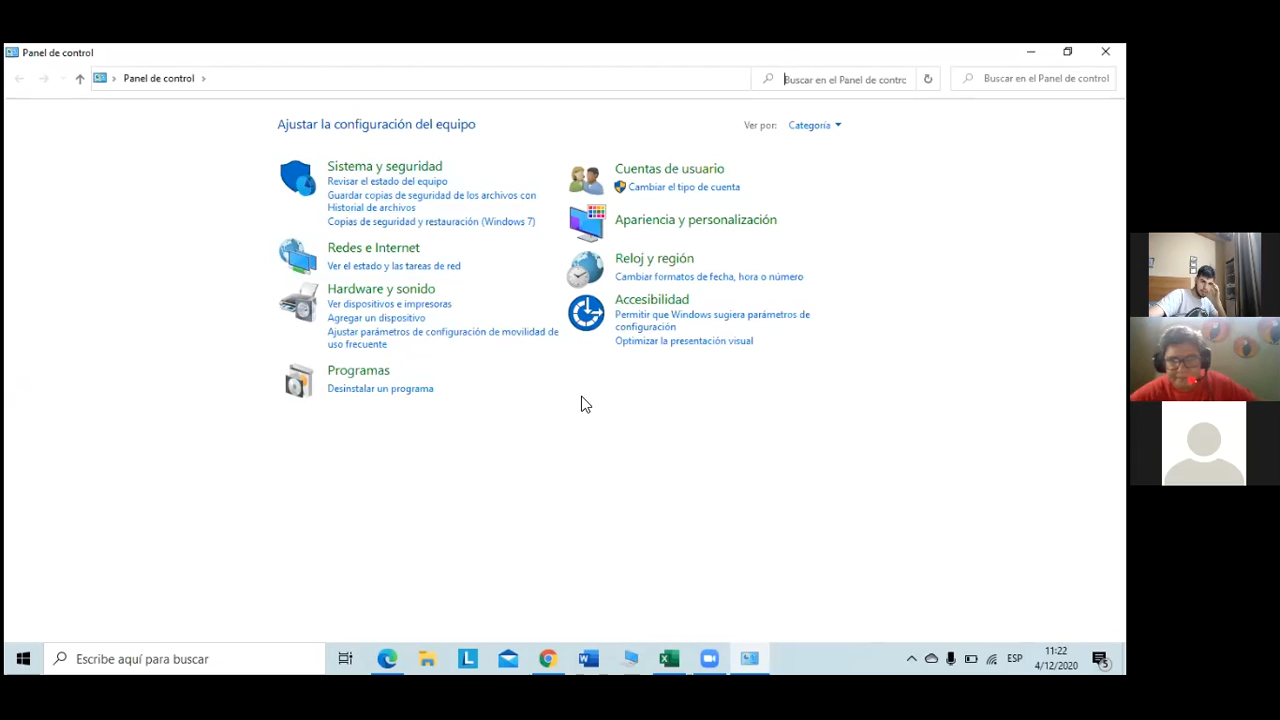 Panel de control
Panel de control
Buscar en el Panel de contrc
Buscar en el Panel de control
Ajustar la configuración del equipo
Ver por:
Categoría
Sistema y seguridad
Revisar el estado del equipo
Guardar copias de seguridad de los archivos con
Historial de archivos
Copias de seguridad y restauración (Windows 7)
Redes e Internet
Ver el estado y las tareas de red
Hardware y sonido
Ver dispositivos e impresoras
Agregar un dispositivo
Ajustar parámetros de configuración de movilidad de
uso frecuente
Programas
Desinstalar un programa
Cuentas de usuario
Cambiar el tipo de cuenta
Apariencia y personalización
Reloj y región
Cambiar formatos de fecha, hora o número
Accesibilidad
Permitir que Windows sugiera parámetros de
configuración
Optimizar la presentación visual
Escribe aquí para buscar
L
ESP
11:22
4/12/2020
5